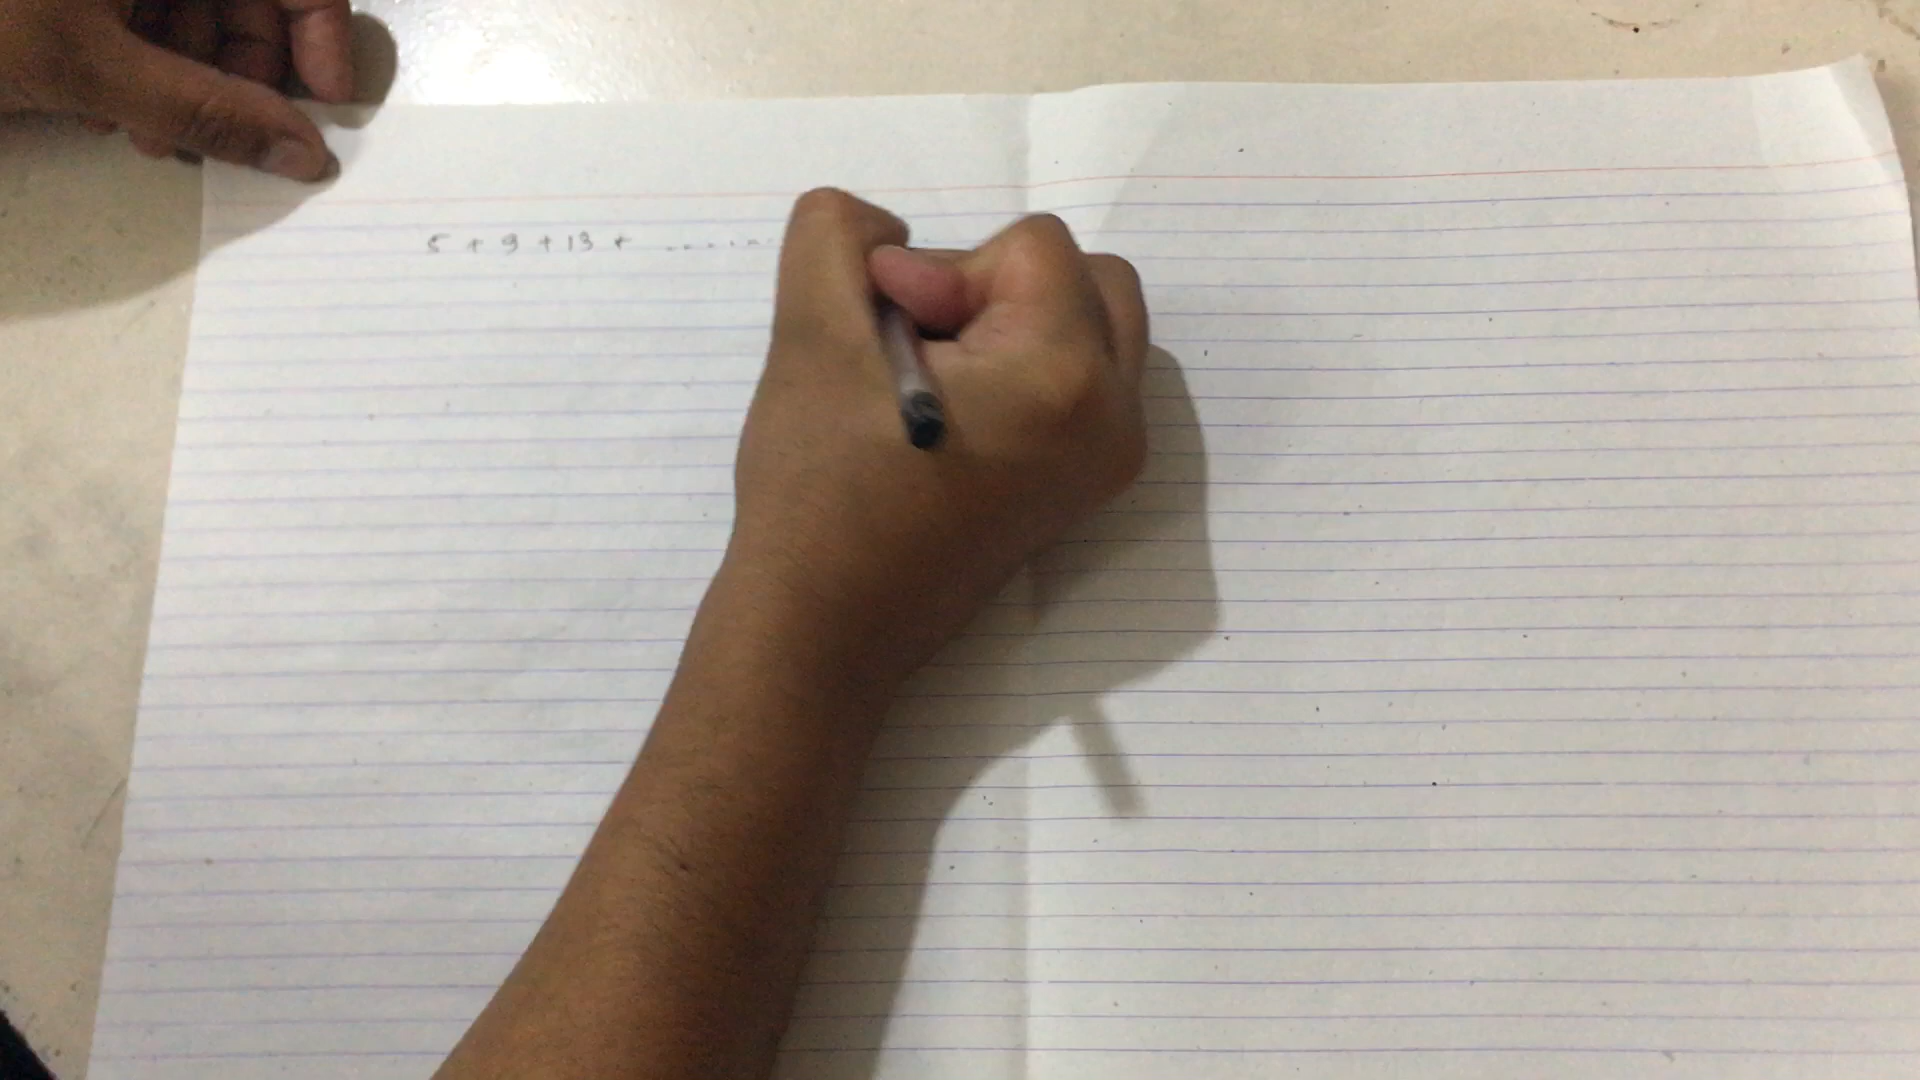 5 + 9 + 13 + ........